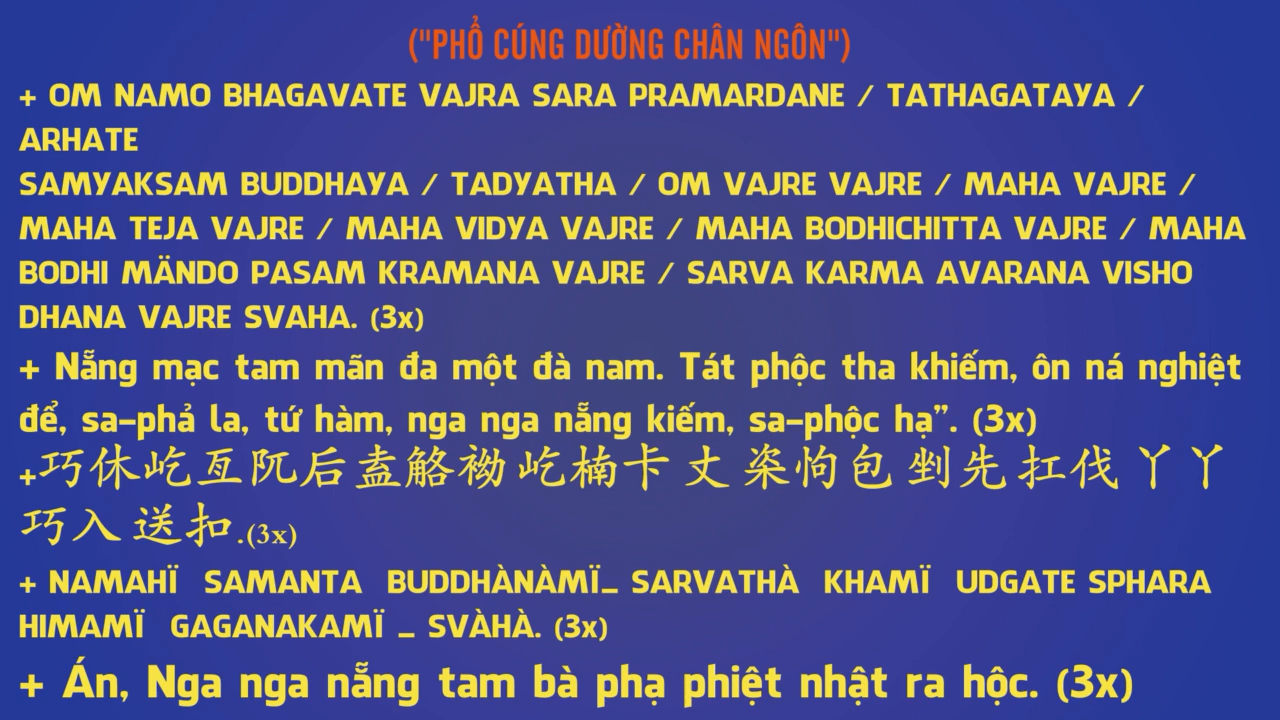 ("PHỔ CÚNG DƯỜNG CHÂN NGÔN")
+ OM NAMO BHAGAVATE VAJRA SARA PRAMARDANE / TATHAGATAYA /
ARHATE
SAMYAKSAM BUDDHAYA / TADYATHA / OM VAJRE VAJRE / MAHA VAJRE /
MAHA TEJA VAJRE / MAHA VIDYA VAJRE / MAHA BODHICHITTA VAJRE / MAHA
BODHI MÄNDO PASAM KRAMANA VAJRE / SARVA KARMA AVARANA VISHO
DHANA VAJRE SVAHA. (3x)
+ Nẵng mạc tam mãn đa một đà nam. Tát phộc tha khiếm, ôn ná nghiệt
để, sa-phả la, tứ hàm, nga nga nẵng kiếm, sa-phộc hạ”. (3x)
+巧休屹亙阢后盍觡袎屹楠卡丈 栥怐包 剉先扛伐 丫丫
巧入 送扣.(3x)
+ NAMAHÏ SAMANTA BUDDHÀNÀMÏ_ SARVATHÀ KHAMÏ UDGATE SPHARA
HIMAMÏ GAGANAKAMÏ _ SVÀHÀ. (3x)
+ Án, Nga nga nẵng tam bà phạ phiệt nhật ra hộc. (3x)